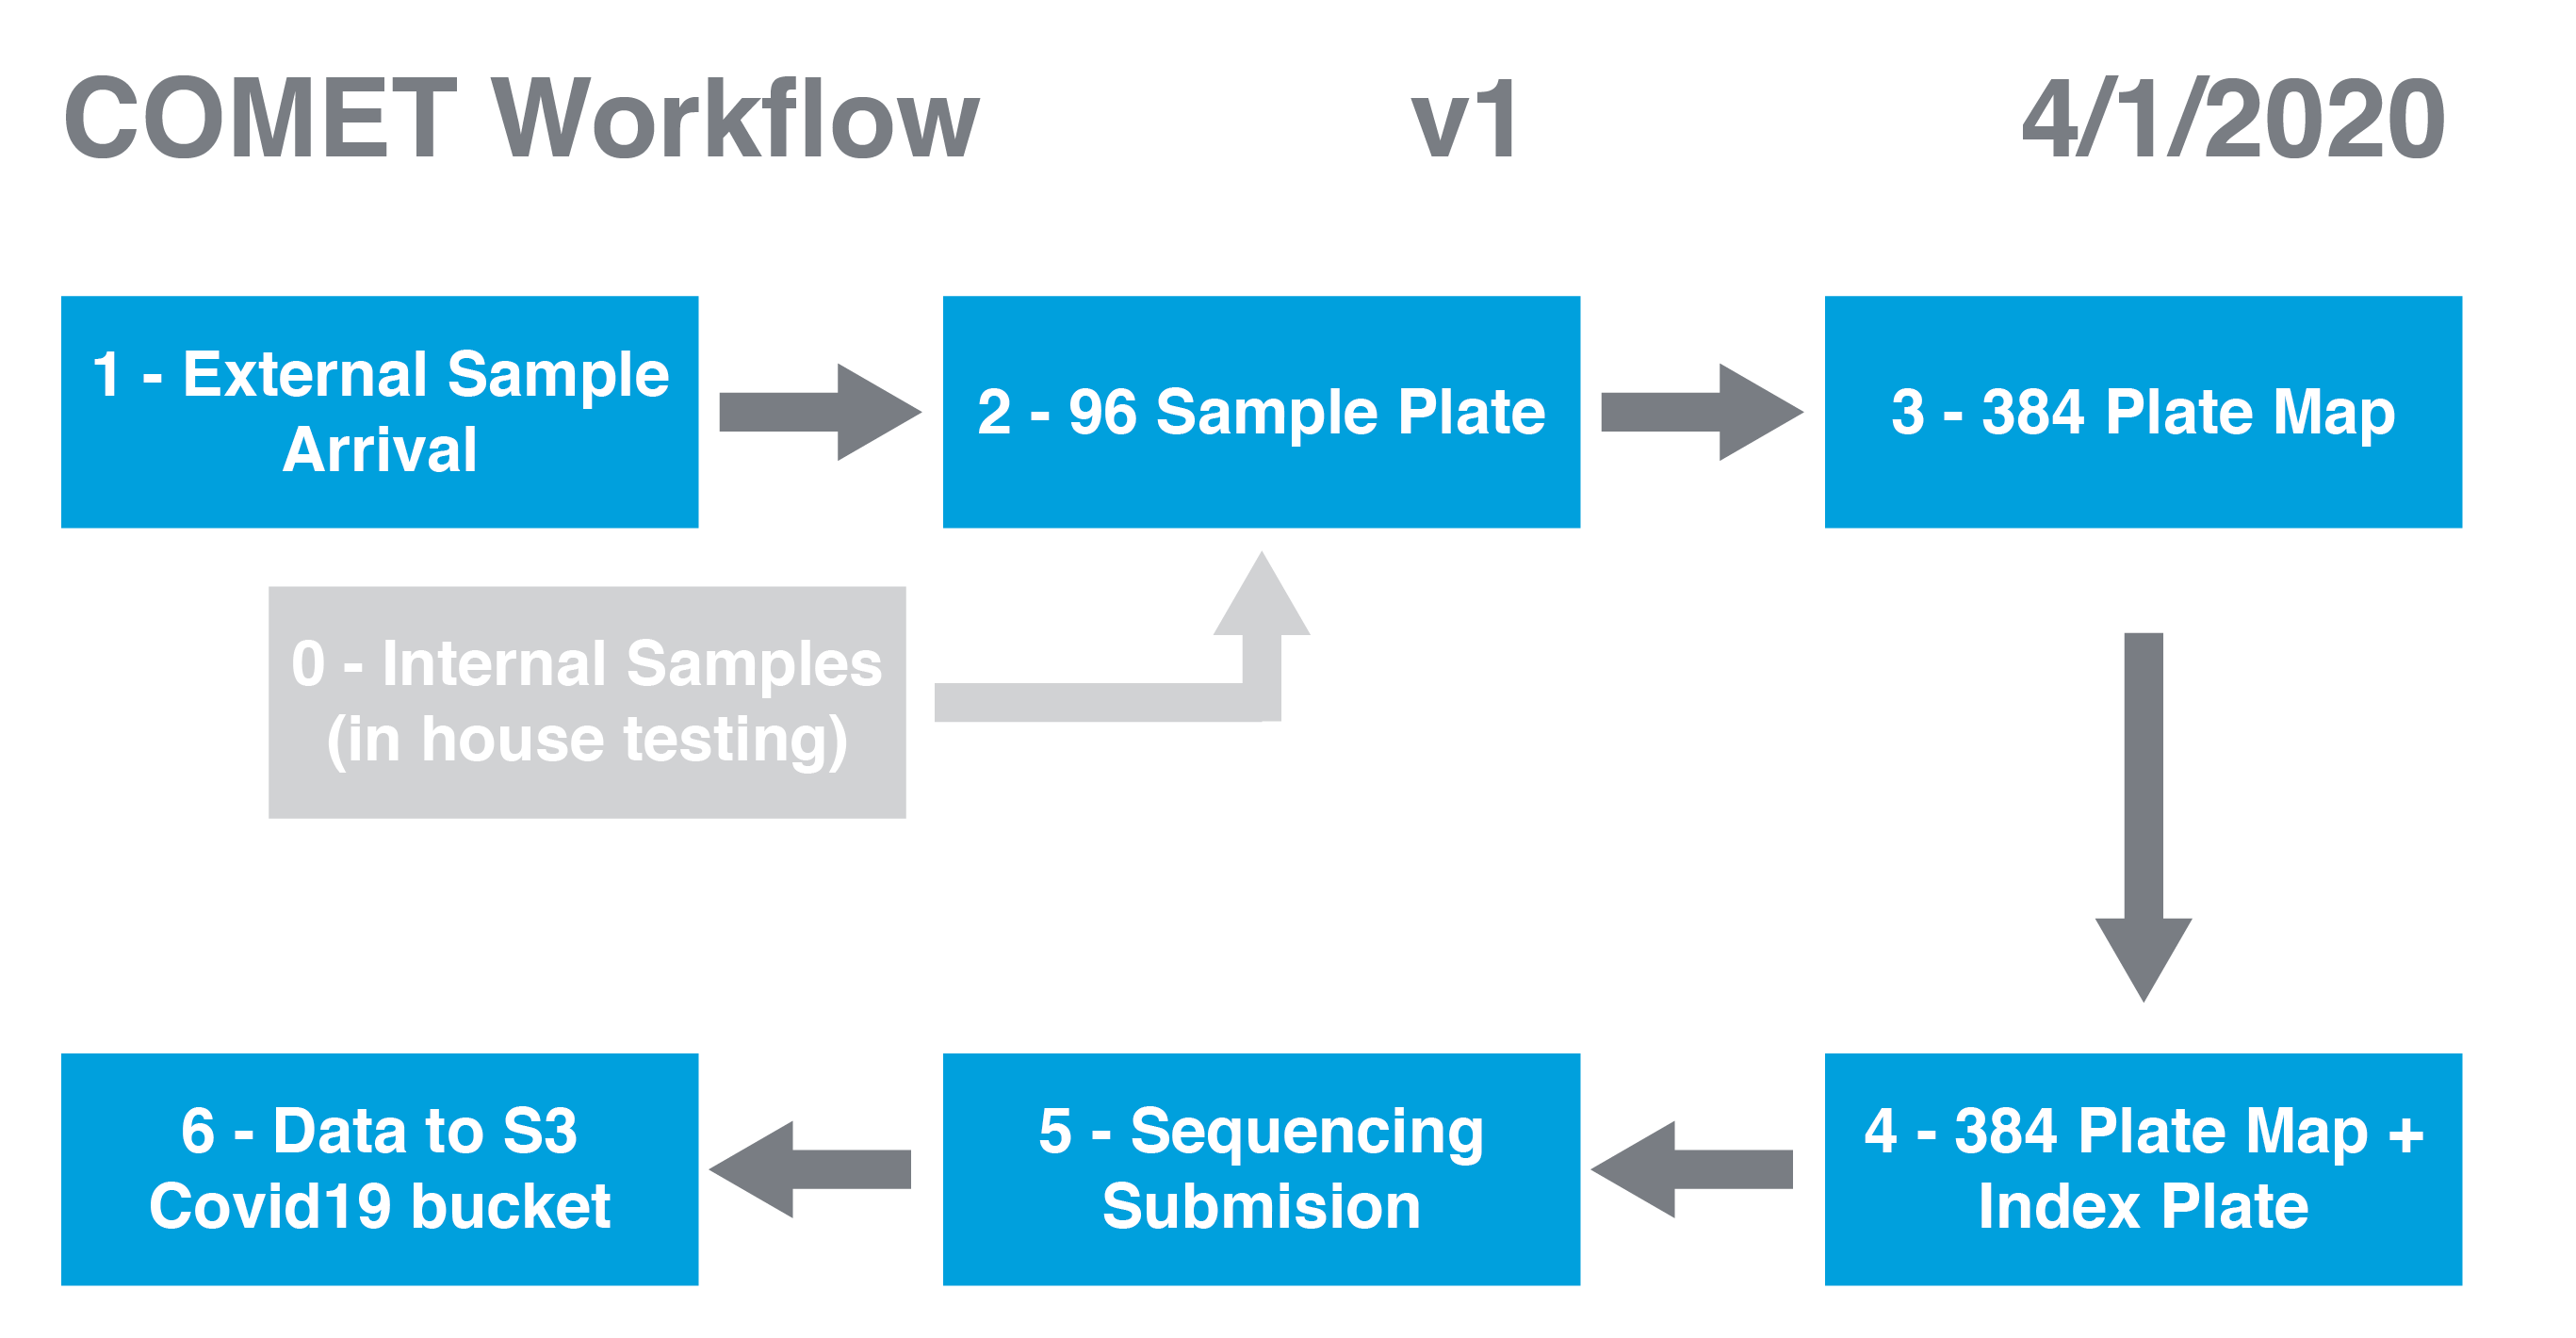 COMET Workflow v1 4/1/2020
1 - External Sample
Arrival
2 - 96 Sample Plate
3 - 384 Plate Map
0 - Internal Samples
(in house testing)
4 - 384 Plate Map +
Index Plate
5 - Sequencing
Submision
6 - Data to S3
Covid19 bucket